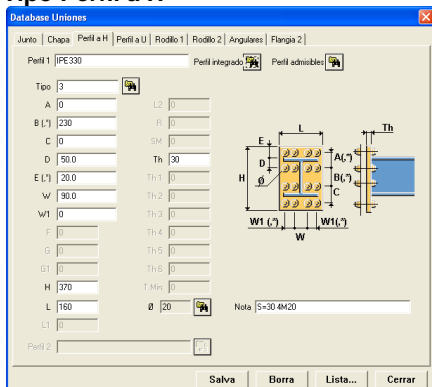 Tipo Perfil a H
Database Uniones
Junto Chapa Perfil a H Perfil a U Rodillo 1 Rodillo 2 Angulares Flangia 2
Perfil 1 IPE330 Perfil integrado Perfil admisibles
Tipo 3
A 0 L2 0
B (,*) 230 R 0
C 0 SM 0
D 50.0 Th 30
E (,*) 20.0 Th 1 0
W 90.0 Th 2 0
W1 0 Th 3 0
F 0 Th 4 0
G 0 Th 5 0
G1 0 Th 6 0
H 370 T.Min 0
L 160 Ø 20 Nota S=30 4M20
L1 0
Perfil 2
L Th
E A(,*)
D
H Ø B(,*)
C
W1 (,*) W1(,*)
W
Salva Borra Lista... Cerrar